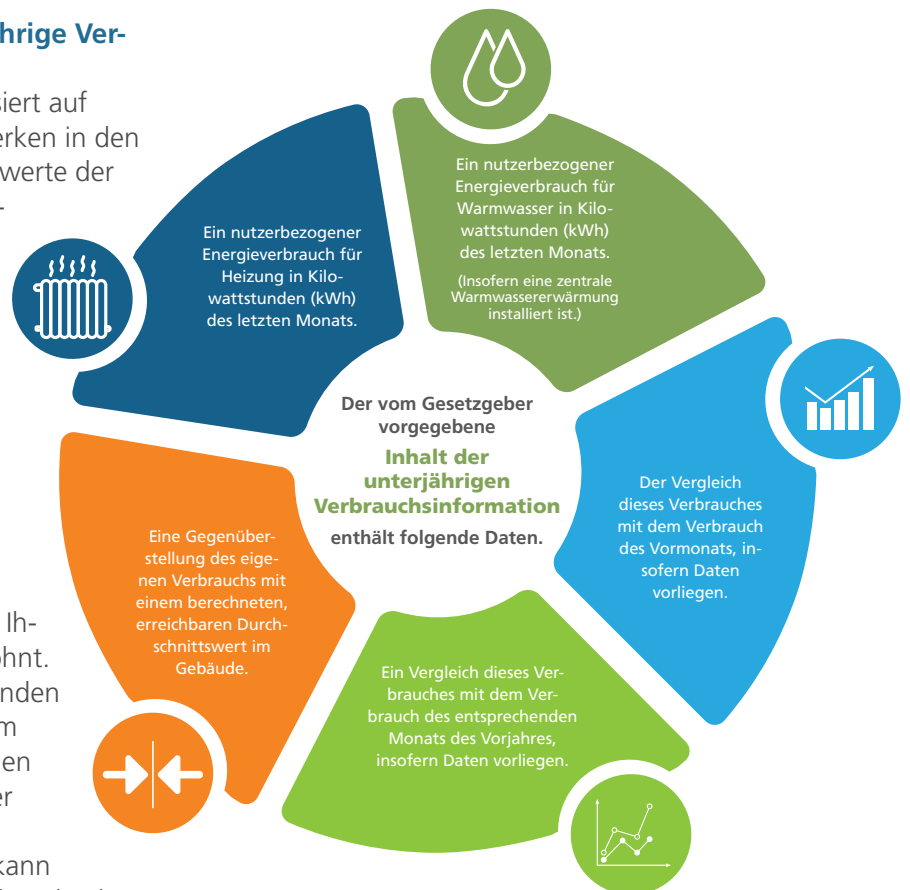 hrige Ver-
siert auf
erken in den
werte der
-
Ih-
ohnt.
nden
m
en
er
kann
Ein nutzerbezogener
Energieverbrauch für
Warmwasser in Kilo-
wattstunden (kWh)
des letzten Monats.
(Insofern eine zentrale
Warmwassererwärmung
installiert ist.)
Ein nutzerbezogener
Energieverbrauch für
Heizung in Kilo-
wattstunden (kWh)
des letzten Monats.
Der vom Gesetzgeber
vorgegebene
Inhalt der
unterjährigen
Verbrauchsinformation
enthält folgende Daten.
Der Vergleich
dieses Verbrauches
mit dem Verbrauch
des Vormonats, in-
sofern Daten
vorliegen.
Eine Gegenüber-
stellung des eige-
nen Verbrauchs mit
einem berechneten,
erreichbaren Durch-
schnittswert im
Gebäude.
Ein Vergleich dieses Ver-
brauches mit dem Ver-
brauch des entsprechenden
Monats des Vorjahres,
insofern Daten vorliegen.